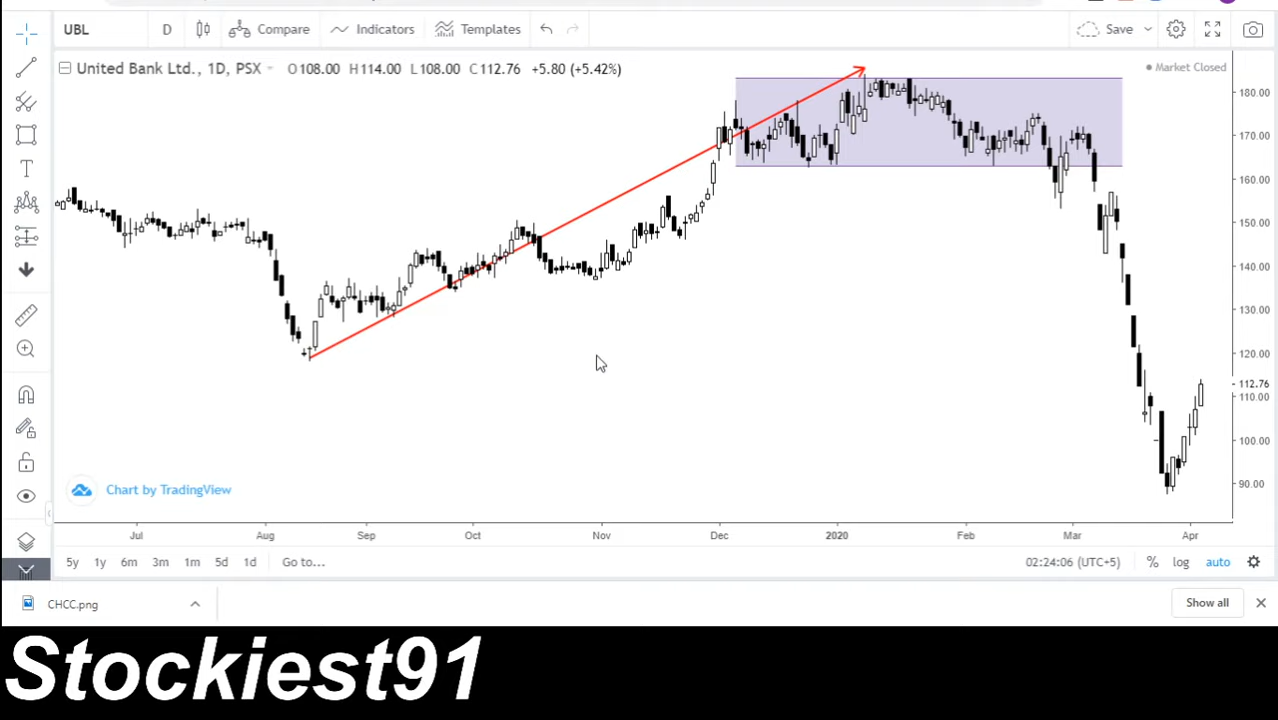 UBL D Compare Indicators Templates Save
United Bank Ltd., 1D, PSX O108.00 H114.00 L108.00 C112.76 +5.80 (+5.42%)
Market Closed
180.00
170.00
160.00
150.00
140.00
130.00
120.00
112.76
110.00
100.00
90.00
T
Chart by TradingView
Jul Aug Sep Oct Nov Dec 2020 Feb Mar Apr
5y 1y 6m 3m 1m 5d 1d Go to... 02:24:06 (UTC+5) % log auto
CHCC.png Show all
Stockiest91